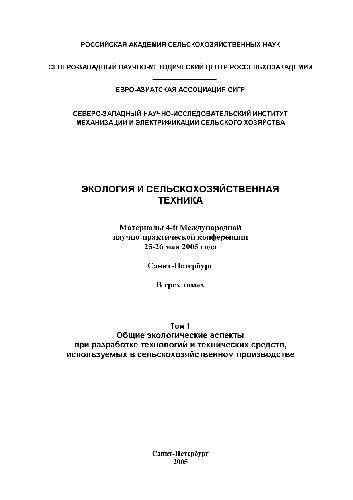 РОССИЙСКАЯ АКАДЕМИЯ СЕЛЬСКОХОЗЯЙСТВЕННЫХ НАУК
СЕВЕРО-ЗАПАДНЫЙ НАУЧНО-МЕТОДИЧЕСКИЙ ЦЕНТР РОССЕЛЬХОЗАКАДЕМИИ
ЕВРО-АЗИАТСКАЯ АССОЦИАЦИЯ СИГР
СЕВЕРО-ЗАПАДНЫЙ НАУЧНО-ИССЛЕДОВАТЕЛЬСКИЙ ИНСТИТУТ
МЕХАНИЗАЦИИ И ЭЛЕКТРИФИКАЦИИ СЕЛЬСКОГО ХОЗЯЙСТВА
ЭКОЛОГИЯ И СЕЛЬСКОХОЗЯЙСТВЕННАЯ
ТЕХНИКА
Материалы 4-й Международной
научно-практической конференции
25-26 мая 2005 года
Санкт-Петербург
В трех томах
Том 1
Общие экологические аспекты
при разработке технологий и технических средств,
используемых в сельскохозяйственном производстве
Санкт-Петербург
2005